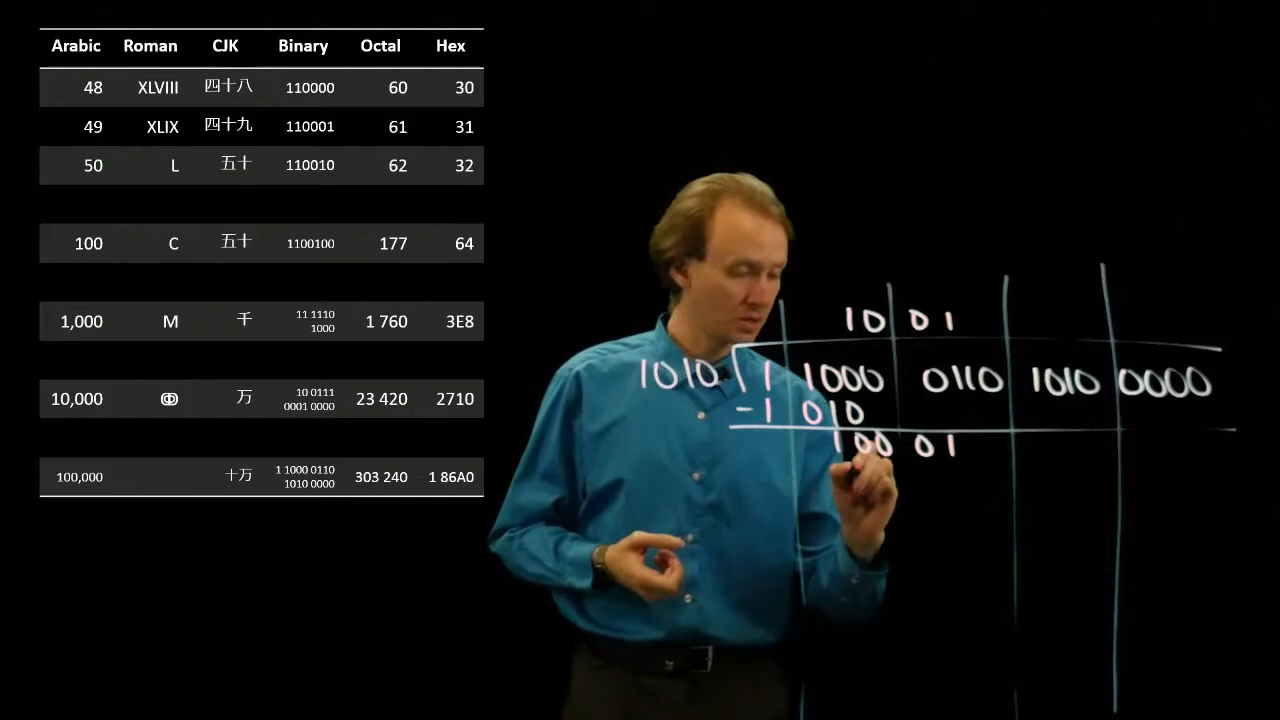 Arabic Roman CJK Binary Octal Hex
48 XLVIII 四十八 110000 60 30
49 XLIX 四十九 110001 61 31
50 L 五十 110010 62 32
100 C 五十 1100100 177 64
1,000 M 千 11 1110 1000 1 760 3E8
10,000 ↂ 万 10 0111 0001 0000 23 420 2710
100,000 十万 1 1000 0110 1010 0000 303 240 1 86A0
10 01
1010 1 1000 0110 1010 0000
-1 010
100 01